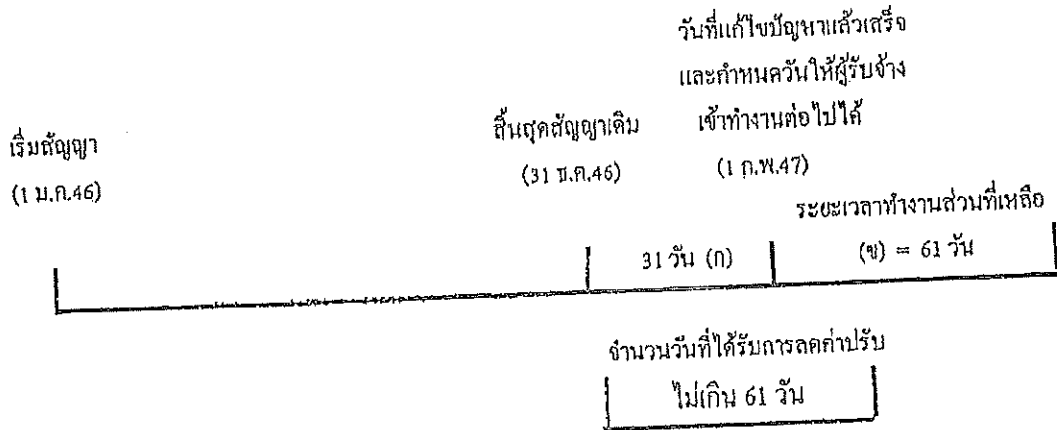 วันที่แก้ไขปัญหาแล้วเสร็จ
และกำหนดวันให้ผู้รับจ้าง
เริ่มสัญญา
สิ้นสุดสัญญาเดิม
เข้าทำงานต่อไปได้
(1 ม.ค.46)
(31 ธ.ค.46)
(1 ก.พ.47)
ระยะเวลาทำงานส่วนที่เหลือ
31 วัน (ก)
(ข) = 61 วัน
จำนวนวันที่ได้รับการลดค่าปรับ
ไม่เกิน 61 วัน